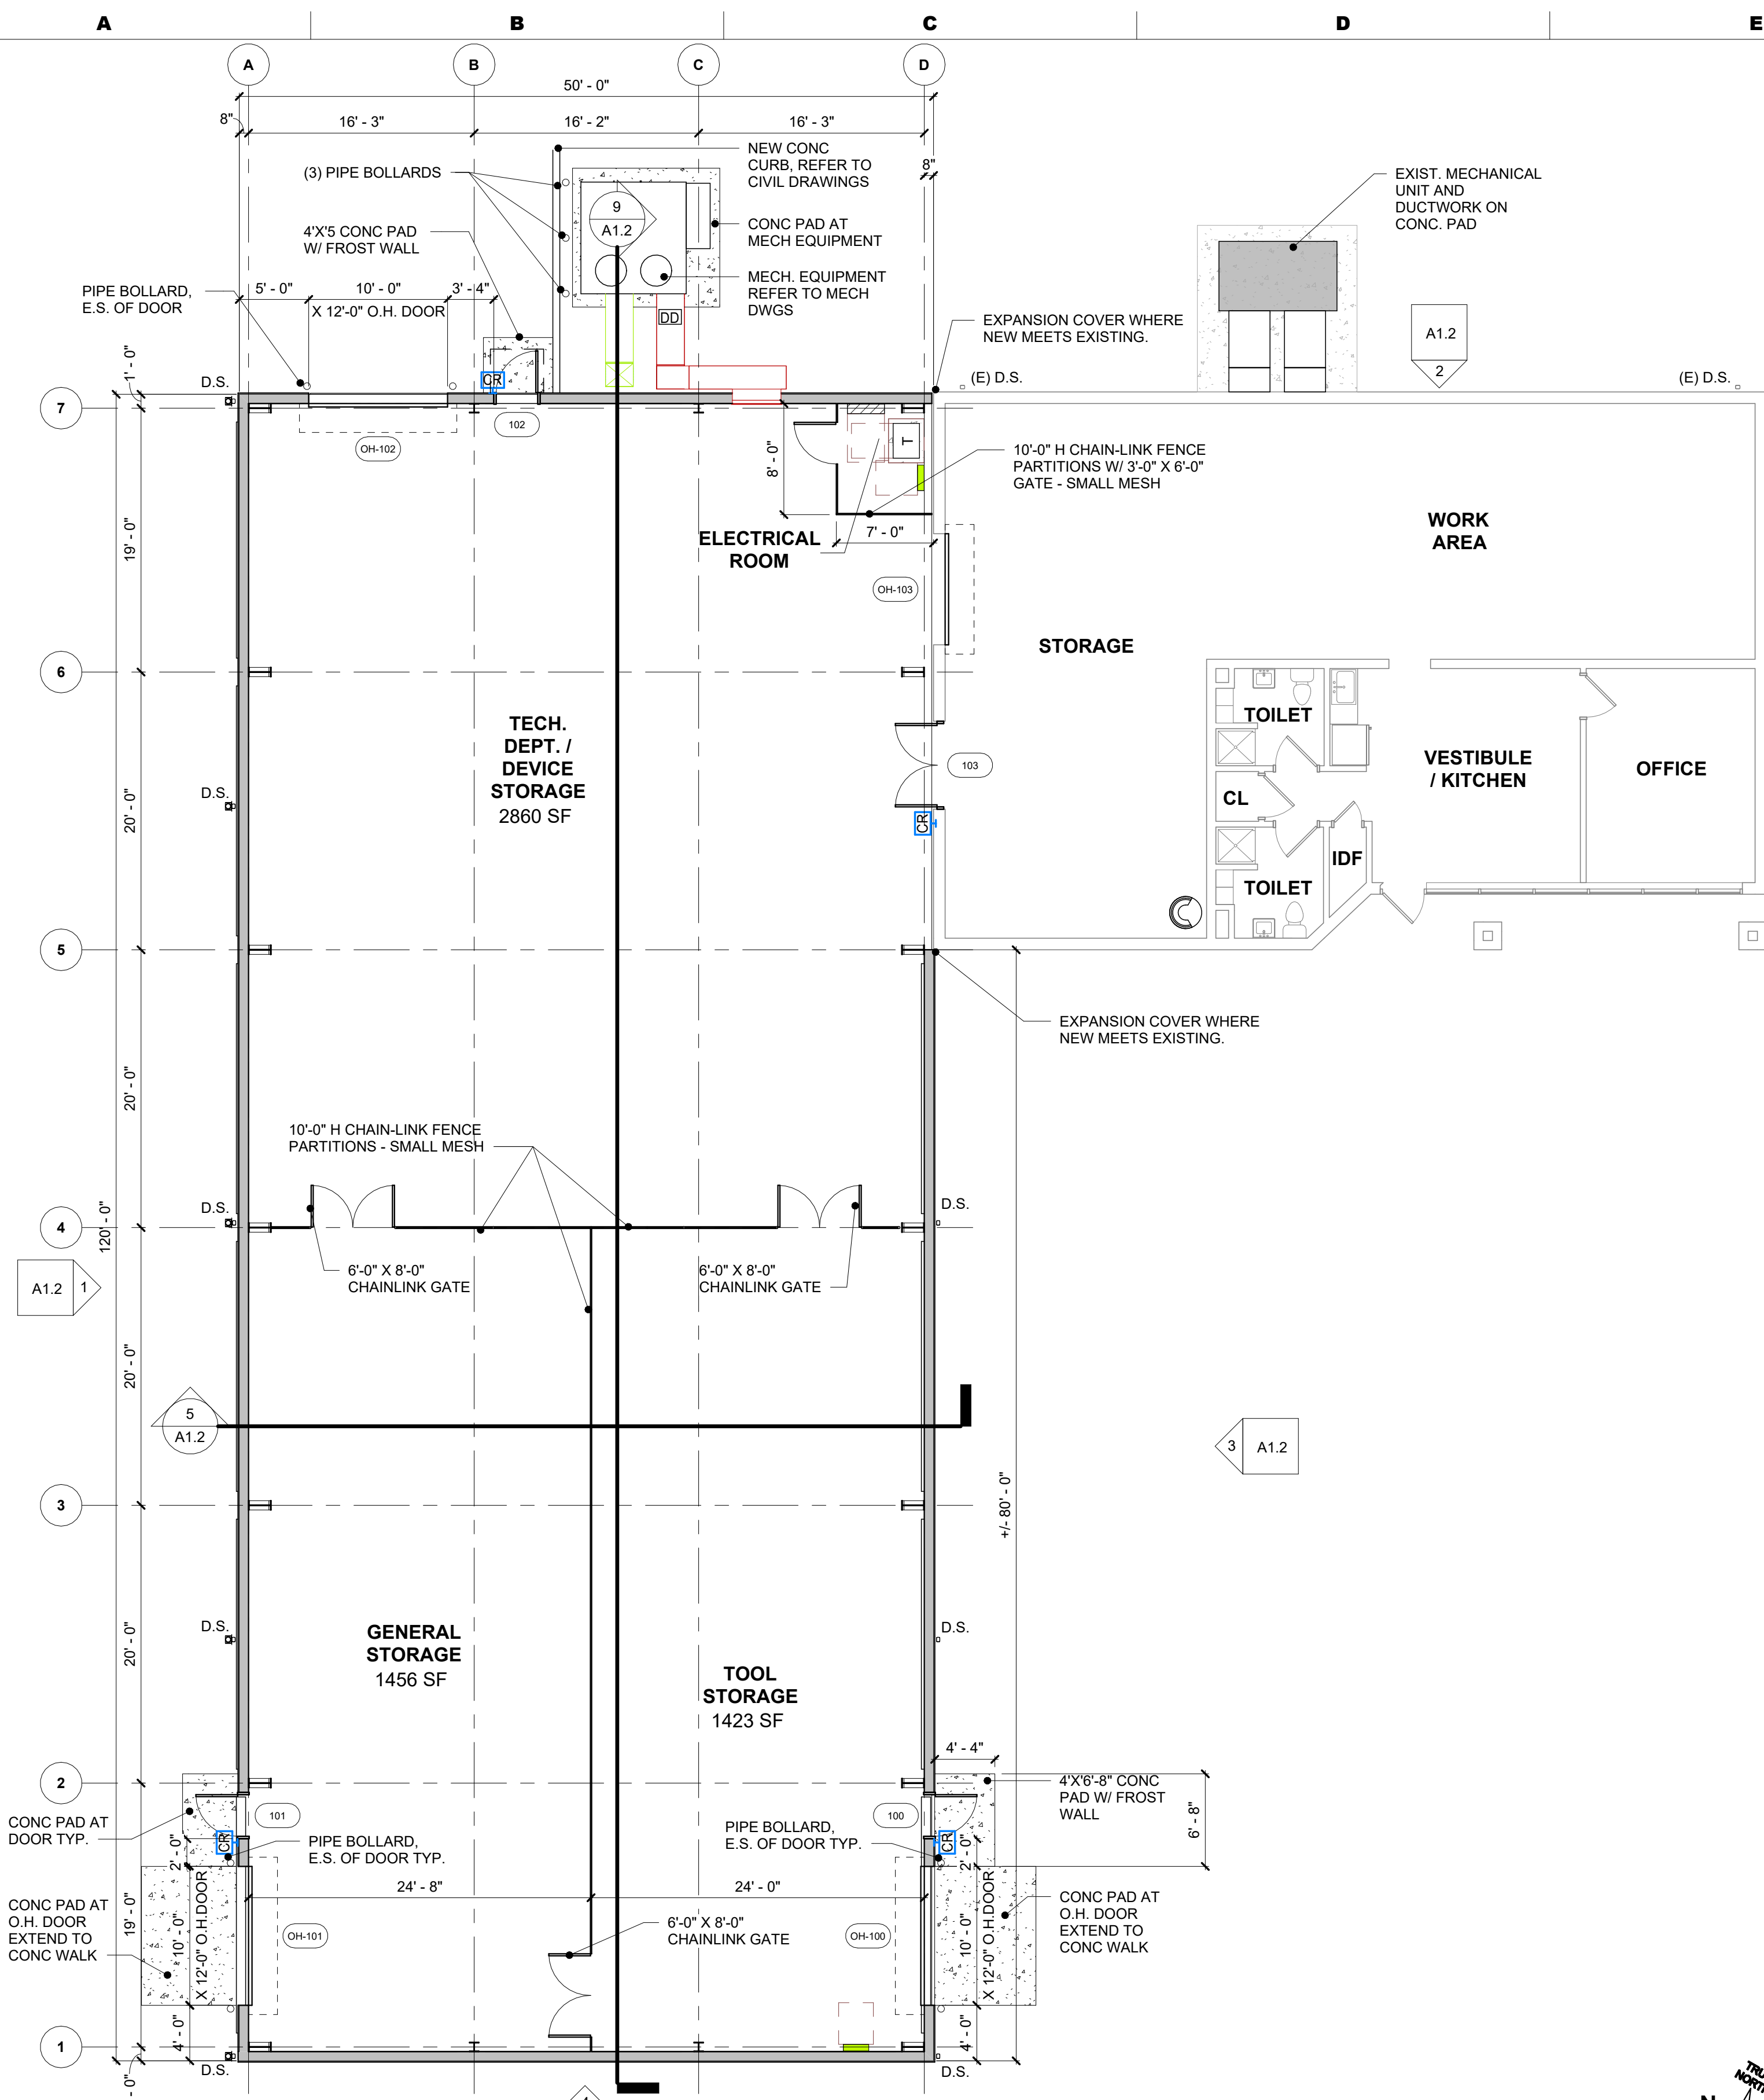 A
B
C
D
E
A
B
C
D
50' - 0"
8"
16' - 3"
16' - 2"
16' - 3"
8"
(3) PIPE BOLLARDS
NEW CONC
CURB, REFER TO
CIVIL DRAWINGS
9
A1.2
4'X'5 CONC PAD
W/ FROST WALL
CONC PAD AT
MECH EQUIPMENT
MECH. EQUIPMENT
REFER TO MECH
DWGS
EXIST. MECHANICAL
UNIT AND
DUCTWORK ON
CONC. PAD
PIPE BOLLARD,
E.S. OF DOOR
5' - 0"
10' - 0"
3' - 4"
X 12'-0" O.H. DOOR
DD
EXPANSION COVER WHERE
NEW MEETS EXISTING.
A1.2
2
1' - 0"
D.S.
CR
(E) D.S.
(E) D.S.
7
102
OH-102
T
8' - 0"
7' - 0"
10'-0" H CHAIN-LINK FENCE
PARTITIONS W/ 3'-0" X 6'-0"
GATE - SMALL MESH
ELECTRICAL
ROOM
WORK
AREA
19' - 0"
OH-103
STORAGE
6
TECH.
DEPT. /
DEVICE
STORAGE
2860 SF
TOILET
VESTIBULE
/ KITCHEN
OFFICE
103
CL
D.S.
20' - 0"
CR
IDF
TOILET
5
EXPANSION COVER WHERE
NEW MEETS EXISTING.
20' - 0"
10'-0" H CHAIN-LINK FENCE
PARTITIONS - SMALL MESH
D.S.
D.S.
4
120' - 0"
6'-0" X 8'-0"
CHAINLINK GATE
6'-0" X 8'-0"
CHAINLINK GATE
A1.2
1
20' - 0"
5
A1.2
3
A1.2
3
+/- 80' - 0"
20' - 0"
D.S.
D.S.
GENERAL
STORAGE
1456 SF
TOOL
STORAGE
1423 SF
4' - 4"
2
4'X'6'-8" CONC
PAD W/ FROST
WALL
6' - 8"
CONC PAD AT
DOOR TYP.
101
100
CR
CR
PIPE BOLLARD,
E.S. OF DOOR TYP.
PIPE BOLLARD,
E.S. OF DOOR TYP.
2' - 0"
2' - 0"
24' - 8"
24' - 0"
CONC PAD AT
O.H. DOOR
EXTEND TO
CONC WALK
19' - 0"
10' - 0"
X 12'-0" O.H.DOOR
OH-101
6'-0" X 8'-0"
CHAINLINK GATE
OH-100
10' - 0"
X 12'-0" O.H.DOOR
CONC PAD AT
O.H. DOOR
EXTEND TO
CONC WALK
4' - 0"
4' - 0"
1
D.S.
D.S.
- 0"
N